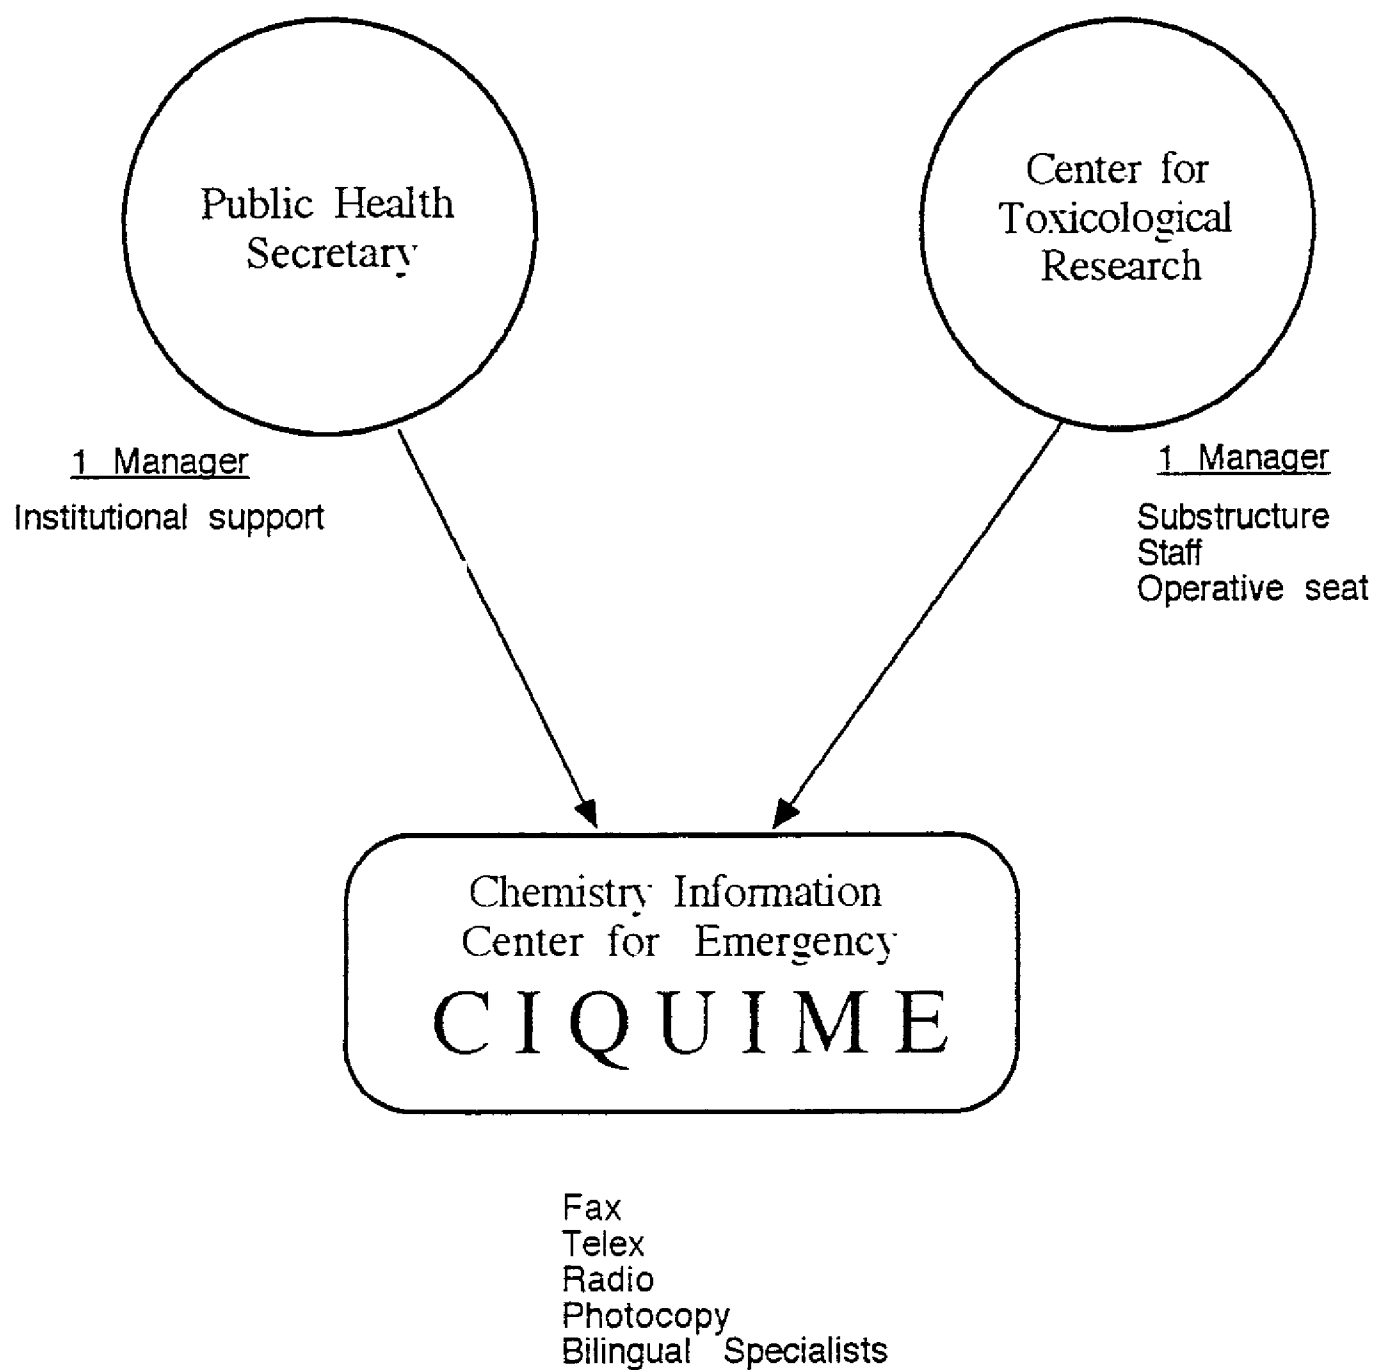 Public Health
Secretary
Center for
Toxicological
Research
1 Manager
Institutional support
1 Manager
Substructure
Staff
Operative seat
Chemistry Information
Center for Emergency
CIQUIME
Fax
Telex
Radio
Photocopy
Bilingual Specialists